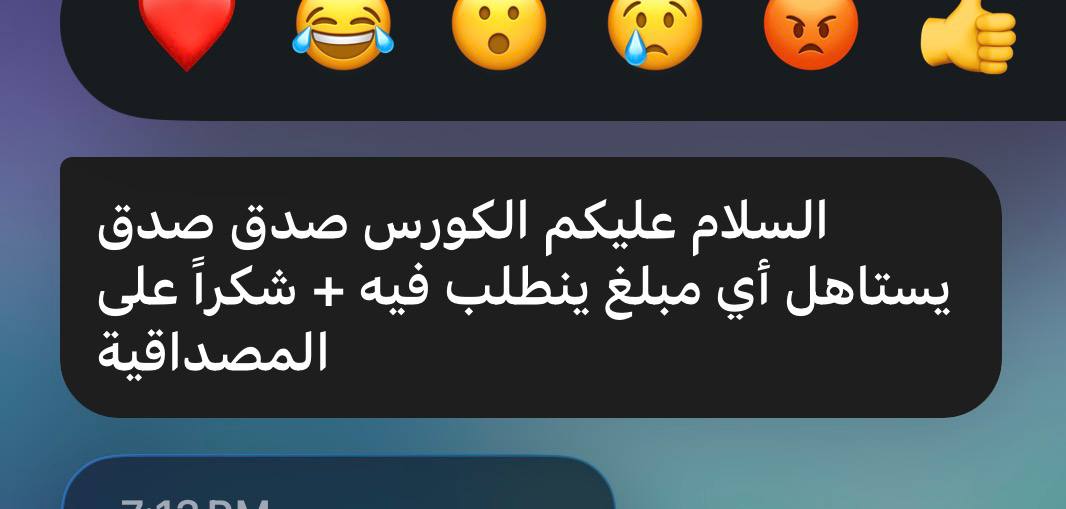 السلام عليكم الكورس صدق صدق
يستاهل أي مبلغ ينطلب فيه + شكراً على
المصداقية